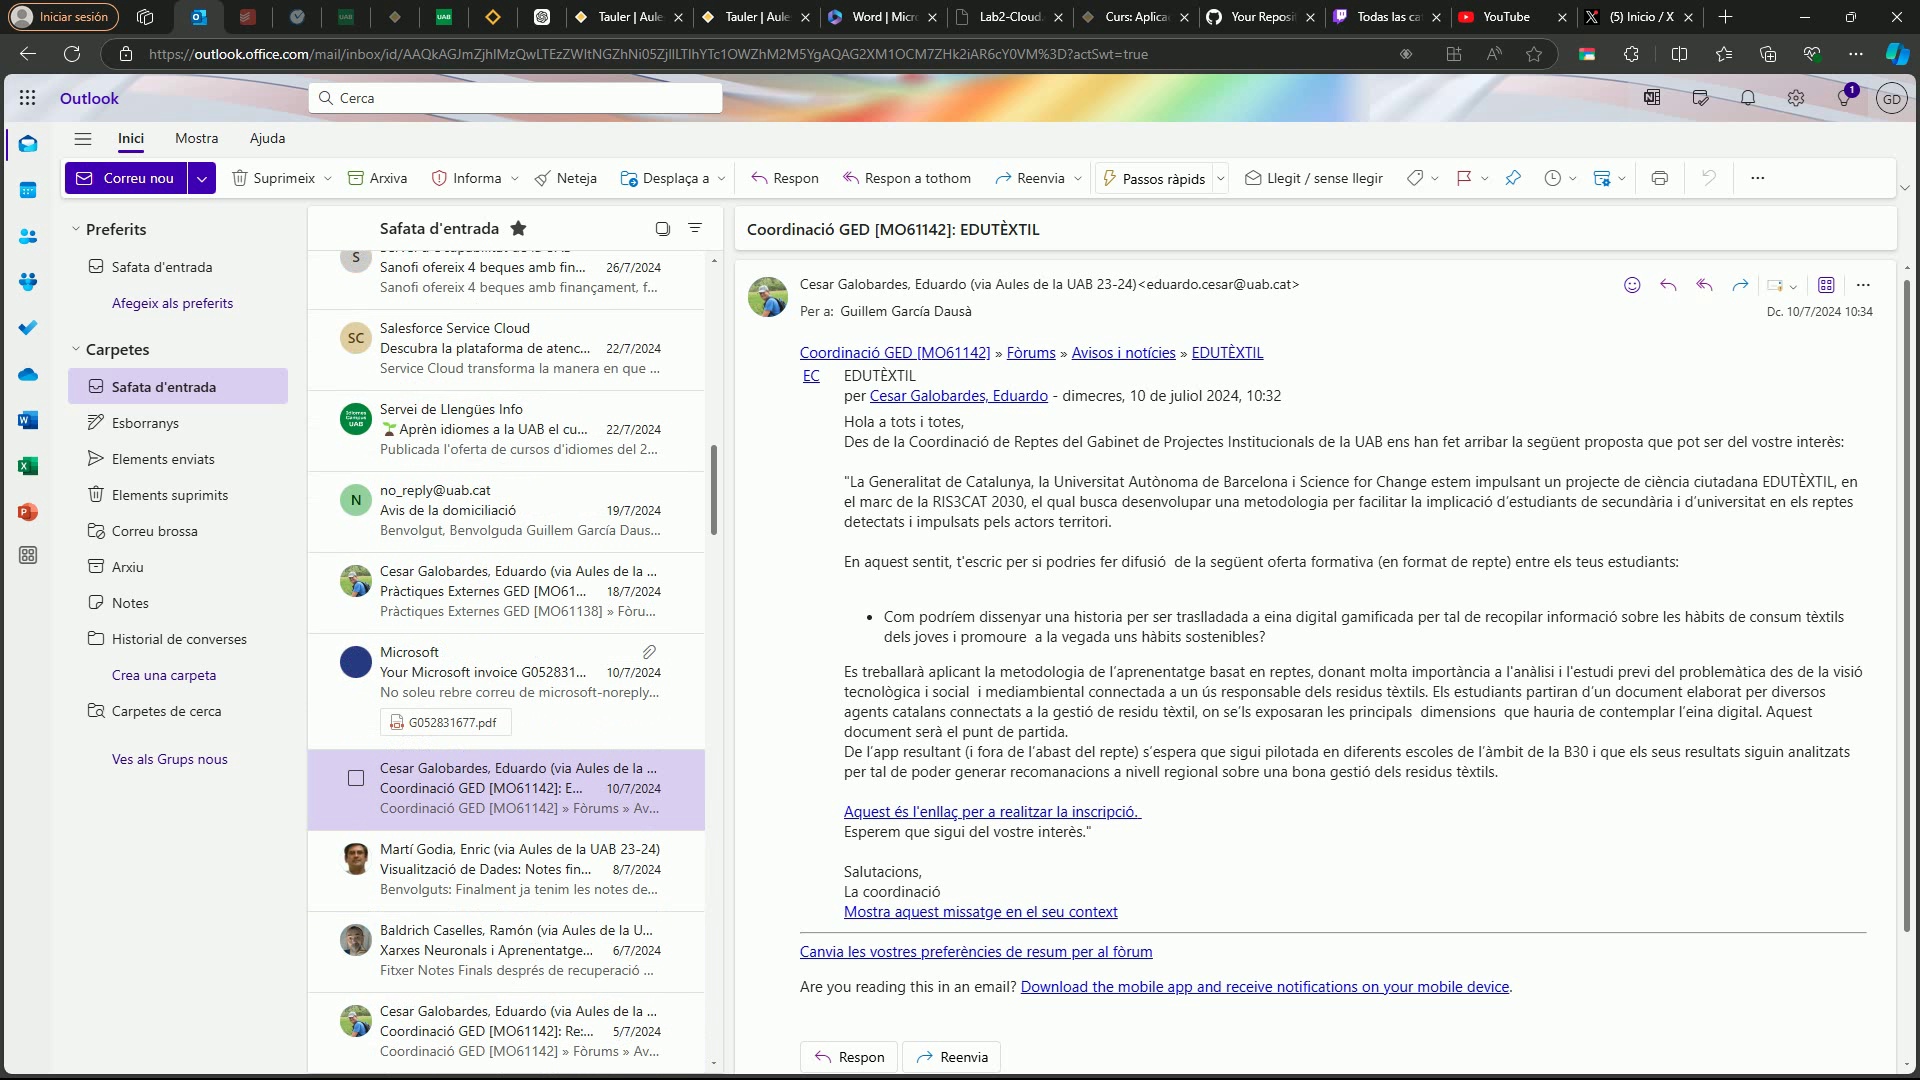 Iniciar sesión
Tauler | Aule
Tauler | Aule
Word | Micr
Lab2-Cloud.
Curs: Aplica
Your Reposi
Todas las ca
YouTube
(5) Inicio / X
Outlook
Cerca
GD
1
Inici
Mostra
Ajuda
Correu nou
Suprimeix
Arxiva
Informa
Neteja
Desplaça a
Respon
Respon a tothom
Reenvia
Passos ràpids
Llegit / sense llegir
Preferits
Safata d'entrada
Afegeix als preferits
Carpetes
Safata d'entrada
Esborranys
Elements enviats
Elements suprimits
Correu brossa
Arxiu
Notes
Historial de converses
Crea una carpeta
Carpetes de cerca
Ves als Grups nous
Safata d'entrada
S
Sanofi ofereix 4 beques amb fin... 26/7/2024
Sanofi ofereix 4 beques amb finançament, f...
SC
Salesforce Service Cloud
Descubra la plataforma de atenc... 22/7/2024
Service Cloud transforma la manera en que ...
Servei de Llengües Info
Aprèn idiomes a la UAB el cu... 22/7/2024
Publicada l'oferta de cursos d'idiomes del 2...
N
no_reply@uab.cat
Avis de la domiciliació 19/7/2024
Benvolgut, Benvolguda Guillem García Daus...
Cesar Galobardes, Eduardo (via Aules de la ...
Pràctiques Externes GED [MO61... 18/7/2024
Pràctiques Externes GED [MO61138] » Fòru...
Microsoft
Your Microsoft invoice G052831... 10/7/2024
No soleu rebre correu de microsoft-noreply...
G052831677.pdf
Cesar Galobardes, Eduardo (via Aules de la ...
Coordinació GED [MO61142]: E... 10/7/2024
Coordinació GED [MO61142] » Fòrums » Av...
Martí Godia, Enric (via Aules de la UAB 23-24)
Visualització de Dades: Notes fin... 8/7/2024
Benvolguts: Finalment ja tenim les notes de...
Baldrich Caselles, Ramón (via Aules de la U...
Xarxes Neuronals i Aprenentatge... 6/7/2024
Fitxer Notes Finals després de recuperació ...
Cesar Galobardes, Eduardo (via Aules de la ...
Coordinació GED [MO61142]: Re:... 5/7/2024
Coordinació GED [MO61142] » Fòrums » Av...
Coordinació GED [MO61142]: EDUTÈXTIL
Cesar Galobardes, Eduardo (via Aules de la UAB 23-24)<eduardo.cesar@uab.cat>
Per a: Guillem García Dausà
Dc. 10/7/2024 10:34
Coordinació GED [MO61142] » Fòrums » Avisos i notícies » EDUTÈXTIL
EC EDUTÈXTIL
per Cesar Galobardes, Eduardo - dimecres, 10 de juliol 2024, 10:32
Hola a tots i totes,
Des de la Coordinació de Reptes del Gabinet de Projectes Institucionals de la UAB ens han fet arribar la següent proposta que pot ser del vostre interès:
"La Generalitat de Catalunya, la Universitat Autònoma de Barcelona i Science for Change estem impulsant un projecte de ciència ciutadana EDUTÈXTIL, en
el marc de la RIS3CAT 2030, el qual busca desenvolupar una metodologia per facilitar la implicació d'estudiants de secundària i d'universitat en els reptes
detectats i impulsats pels actors territori.
En aquest sentit, t'escric per si podries fer difusió de la següent oferta formativa (en format de repte) entre els teus estudiants:
• Com podríem dissenyar una historia per ser traslladada a eina digital gamificada per tal de recopilar informació sobre les hàbits de consum tèxtils
dels joves i promoure a la vegada uns hàbits sostenibles?
Es treballarà aplicant la metodologia de l'aprenentatge basat en reptes, donant molta importància a l'anàlisi i l'estudi previ del problemàtica des de la visió
tecnològica i social i mediambiental connectada a un ús responsable dels residus tèxtils. Els estudiants partiran d'un document elaborat per diversos
agents catalans connectats a la gestió de residu tèxtil, on se'ls exposaran les principals dimensions que hauria de contemplar l'eina digital. Aquest
document serà el punt de partida.
De l'app resultant (i fora de l'abast del repte) s'espera que sigui pilotada en diferents escoles de l'àmbit de la B30 i que els seus resultats siguin analitzats
per tal de poder generar recomanacions a nivell regional sobre una bona gestió dels residus tèxtils.
Aquest és l'enllaç per a realitzar la inscripció.
Esperem que sigui del vostre interès."
Salutacions,
La coordinació
Mostra aquest missatge en el seu context
Canvia les vostres preferències de resum per al fòrum
Are you reading this in an email? Download the mobile app and receive notifications on your mobile device.
Respon
Reenvia